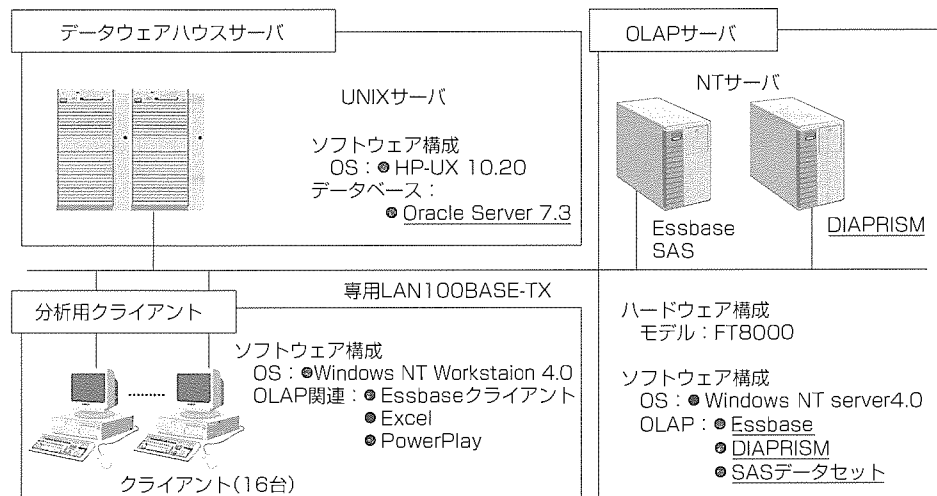 データウェアハウスサーバ
UNIXサーバ
ソフトウェア構成
OS：●HP-UX 10.20
データベース：
●Oracle Server 7.3
OLAPサーバ
NTサーバ
Essbase
SAS
DIAPRISM
専用LAN100BASE-TX
分析用クライアント
ソフトウェア構成
OS：●Windows NT Workstaion 4.0
OLAP関連：●Essbaseクライアント
●Excel
●PowerPlay
クライアント(16台)
ハードウェア構成
モデル：FT8000
ソフトウェア構成
OS：●Windows NT server4.0
OLAP：●Essbase
●DIAPRISM
●SASデータセット